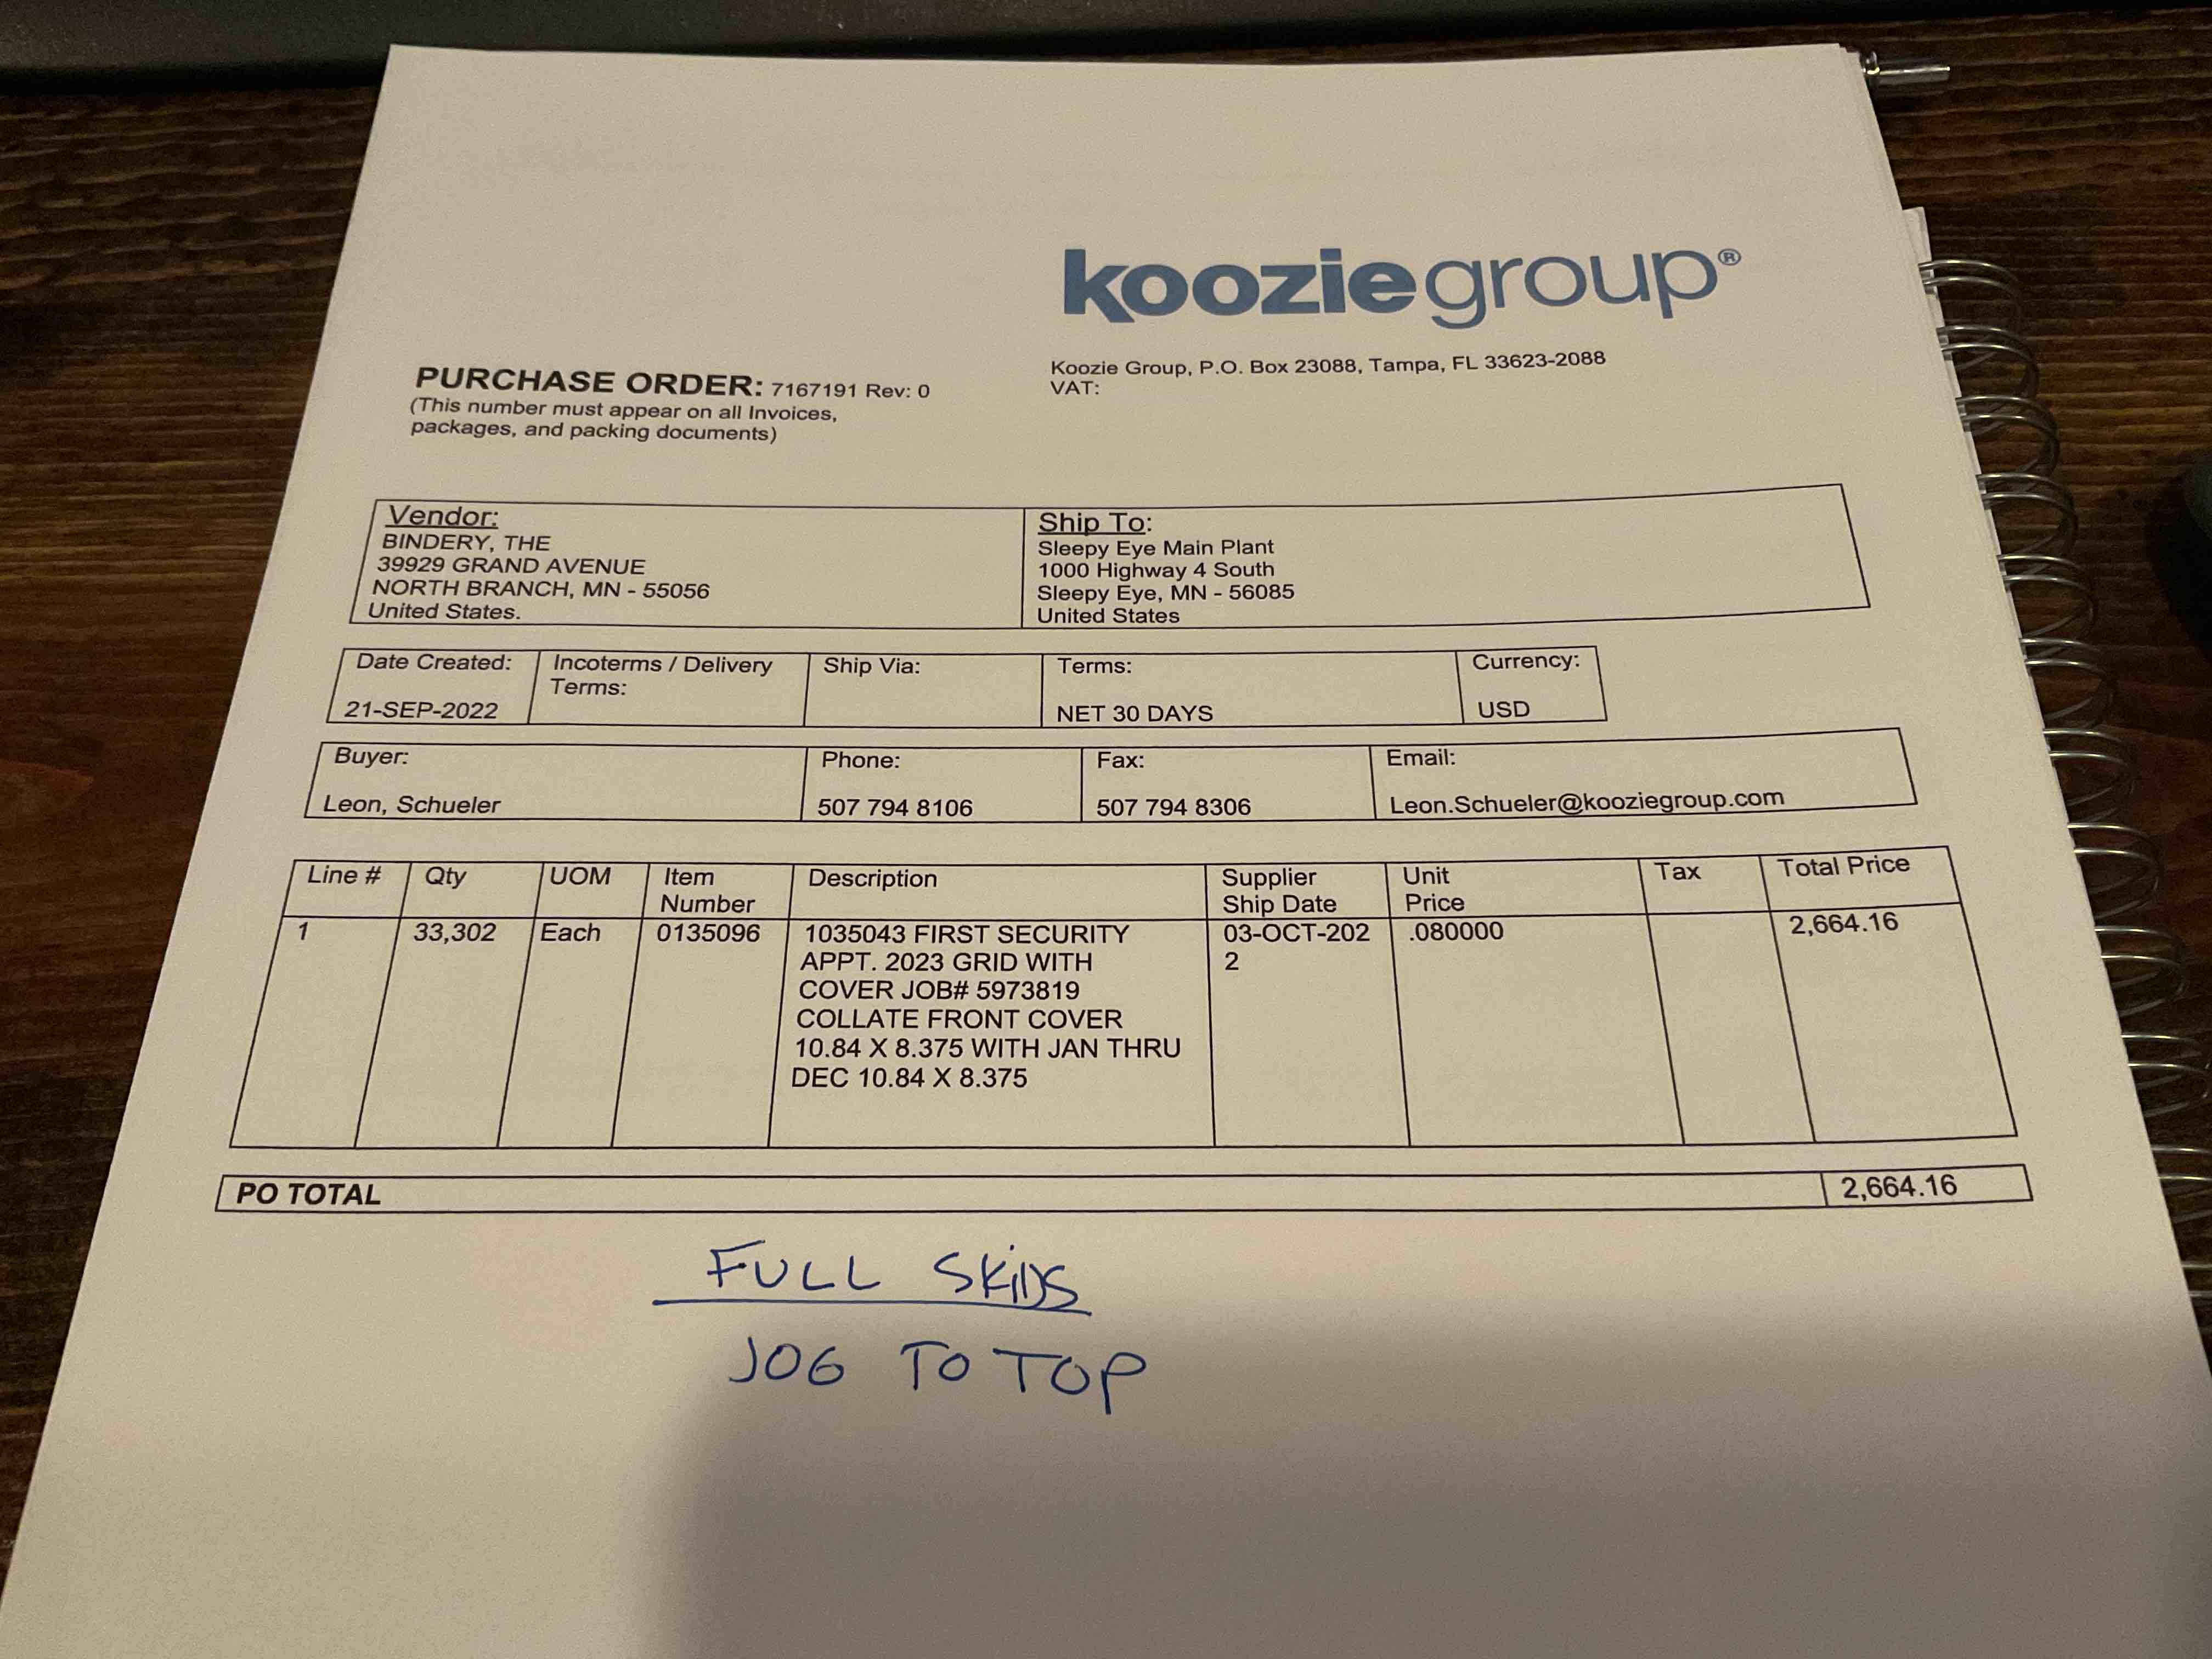 kooziegroup®
Koozie Group, P.O. Box 23088, Tampa, FL 33623-2088
VAT:
PURCHASE ORDER: 7167191 Rev: 0
(This number must appear on all Invoices,
packages, and packing documents)
Vendor:
BINDERY, THE
39929 GRAND AVENUE
NORTH BRANCH, MN - 55056
United States.
Ship To:
Sleepy Eye Main Plant
1000 Highway 4 South
Sleepy Eye, MN - 56085
United States
Date Created:
21-SEP-2022
Incoterms / Delivery
Terms:
Ship Via:
Terms:
NET 30 DAYS
Currency:
USD
Buyer:
Leon, Schueler
Phone:
507 794 8106
Fax:
507 794 8306
Email:
Leon.Schueler@kooziegroup.com
Line #
Qty
UOM
Item
Number
Description
Supplier
Ship Date
Unit
Price
Tax
Total Price
1
33,302
Each
0135096
1035043 FIRST SECURITY
APPT. 2023 GRID WITH
COVER JOB# 5973819
COLLATE FRONT COVER
10.84 X 8.375 WITH JAN THRU
DEC 10.84 X 8.375
03-OCT-202
2
.080000
2,664.16
PO TOTAL
2,664.16
FULL SKiDS
JOG TO TOP